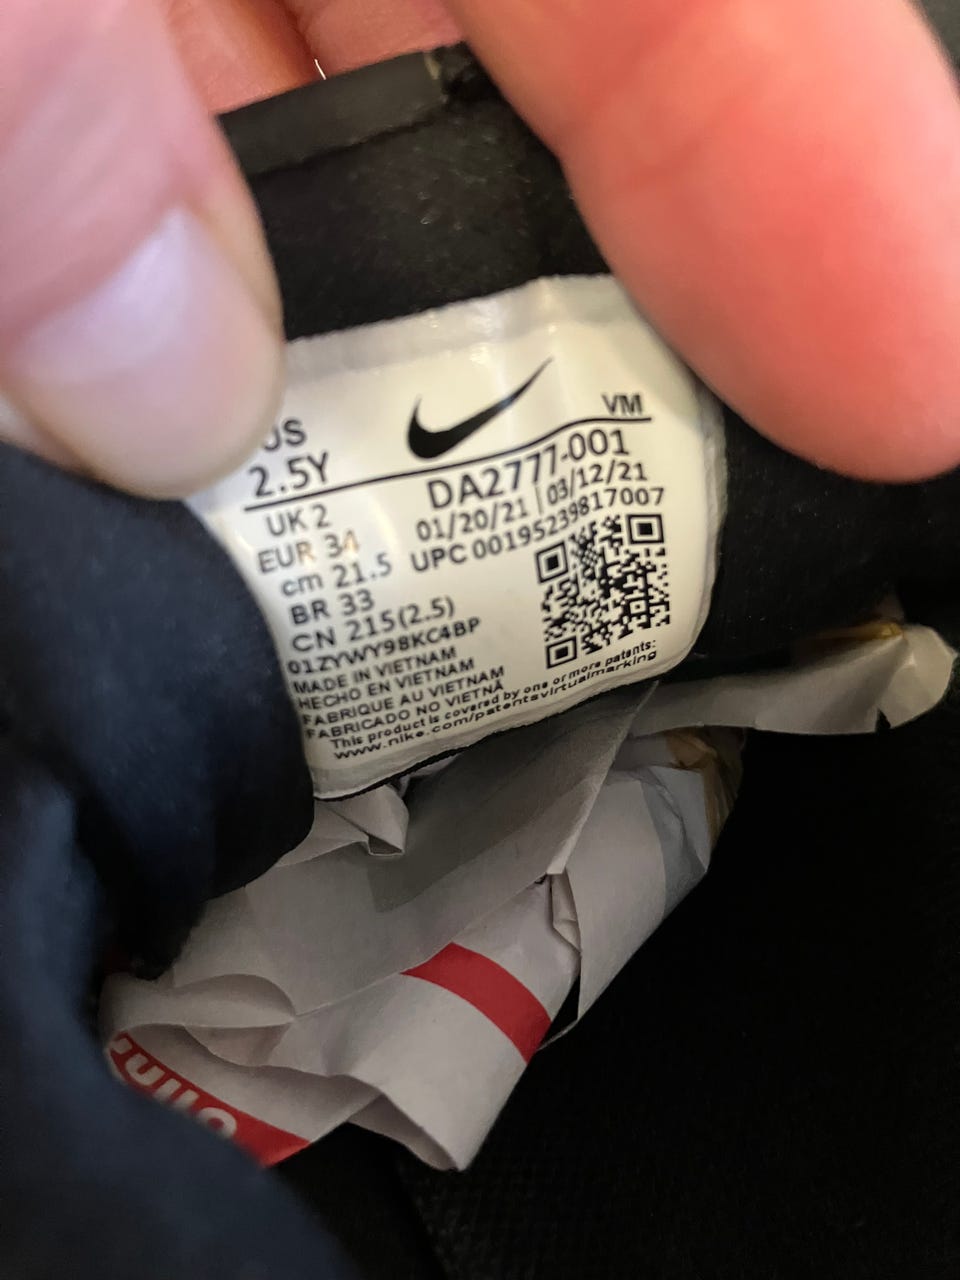 US
2.5Y
VM
DA2777-001
01/20/21 | 03/12/21
UPC 00195239817007
UK 2
EUR 34
cm 21.5
BR 33
CN 215(2.5)
01ZYWY98KC4BP
MADE IN VIETNAM
HECHO EN VIETNAM
FABRIQUE AU VIETNAM
FABRICADO NO VIETNÃ
This product is covered by one or more patents:
www.nike.com/patentsvirtualmarking